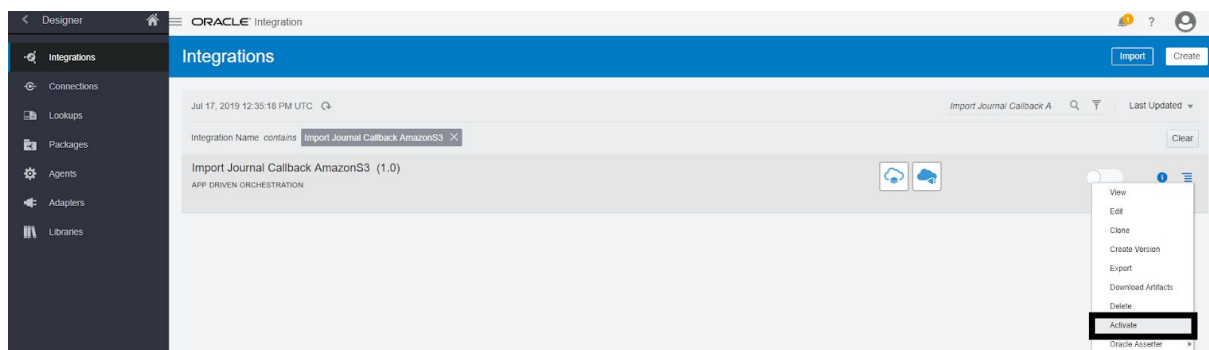 Designer
ORACLE Integration
1
?
Integrations
Connections
Lookups
Packages
Agents
Adapters
Libraries
Integrations
Import
Create
Jul 17, 2019 12:35:18 PM UTC
Import Journal Callback A
Last Updated
Integration Name contains Import Journal Callback AmazonS3
Clear
Import Journal Callback AmazonS3 (1.0)
APP DRIVEN ORCHESTRATION
View
Edit
Clone
Create Version
Export
Download Artifacts
Delete
Activate
Oracle Asserter